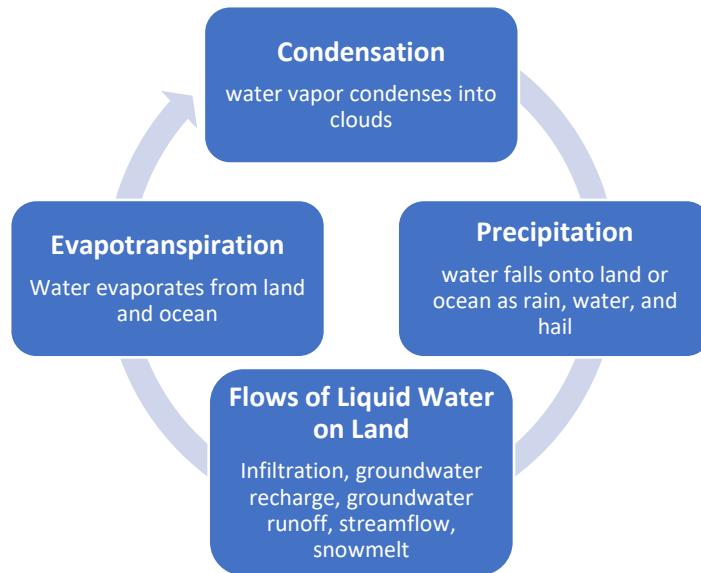 Condensation
water vapor condenses into
clouds
Evapotranspiration
Water evaporates from land
and ocean
Precipitation
water falls onto land or
ocean as rain, water, and
hail
Flows of Liquid Water
on Land
Infiltration, groundwater
recharge, groundwater
runoff, streamflow,
snowmelt